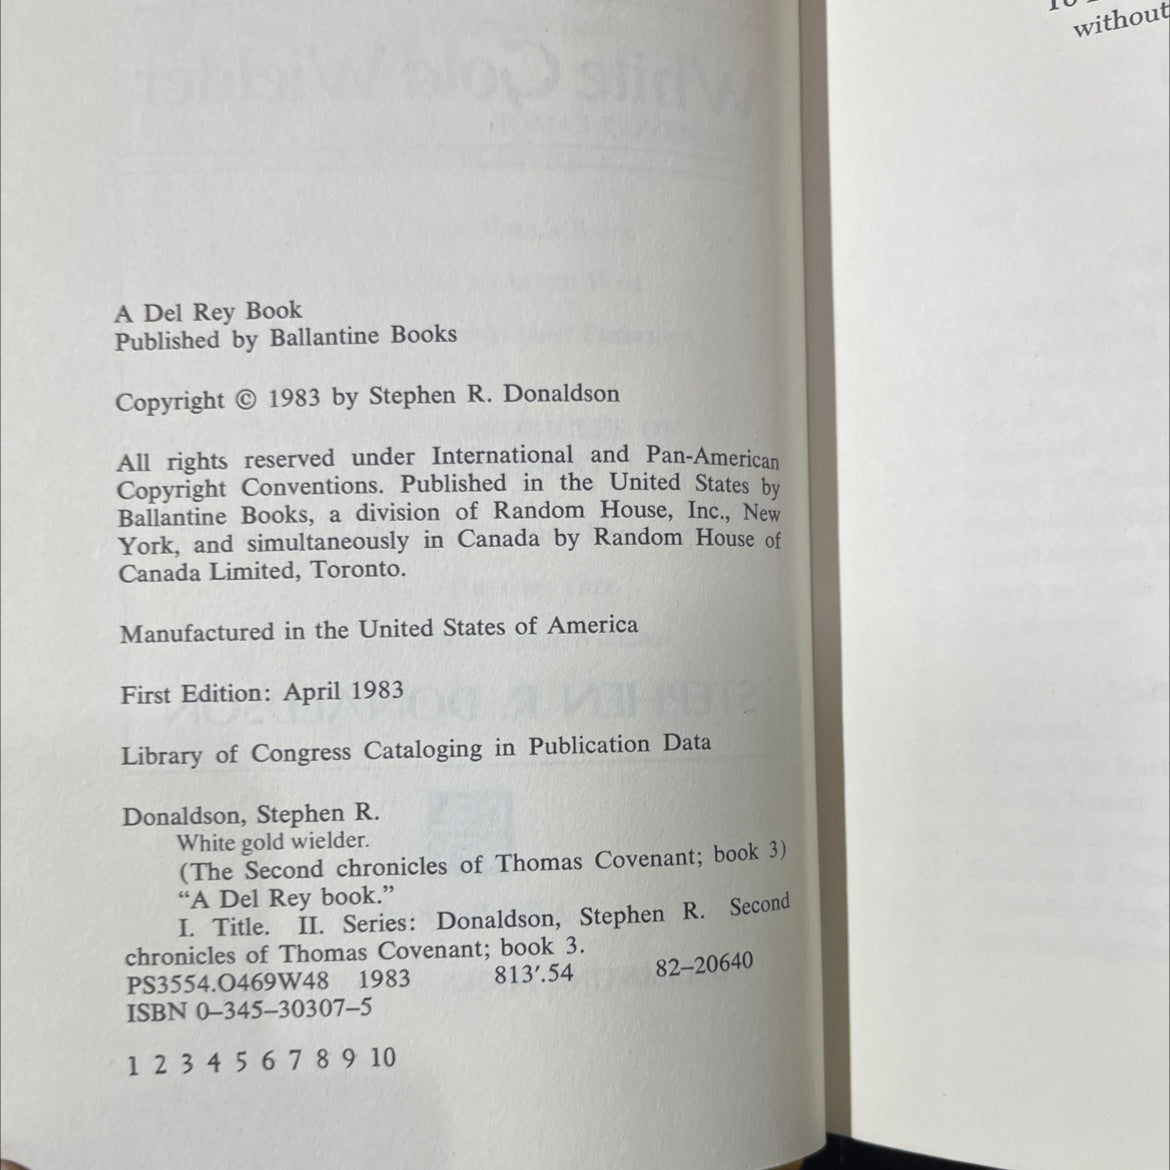 A Del Rey Book
Published by Ballantine Books
Copyright © 1983 by Stephen R. Donaldson
All rights reserved under International and Pan-American
Copyright Conventions. Published in the United States by
Ballantine Books, a division of Random House, Inc., New
York, and simultaneously in Canada by Random House of
Canada Limited, Toronto.
Manufactured in the United States of America
First Edition: April 1983
Library of Congress Cataloging in Publication Data
Donaldson, Stephen R.
White gold wielder.
(The Second chronicles of Thomas Covenant; book 3)
“A Del Rey book.”
I. Title. II. Series: Donaldson, Stephen R. Second
chronicles of Thomas Covenant; book 3.
PS3554.O469W48 1983 813′.54 82–20640
ISBN 0–345–30307–5
1 2 3 4 5 6 7 8 9 10
without